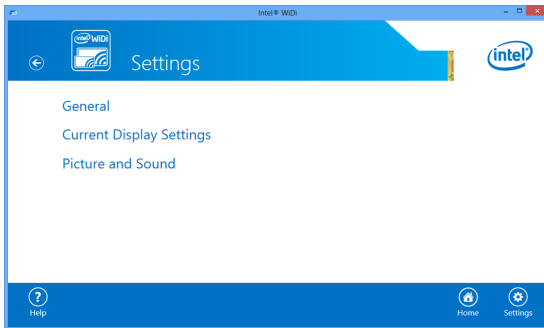 Intel® WiDi
intel WiDi
Settings
intel
General
Current Display Settings
Picture and Sound
?
Help
Home
Settings